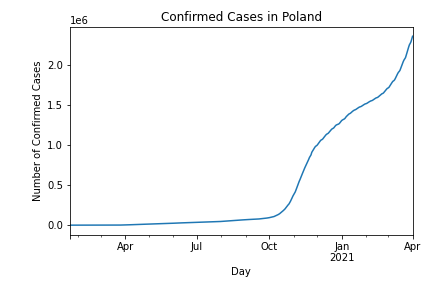 Confirmed Cases in Poland
1e6
Number of Confirmed Cases
2.0
1.5
1.0
0.5
0.0
Apr Jul Oct Jan Apr
2021
Day